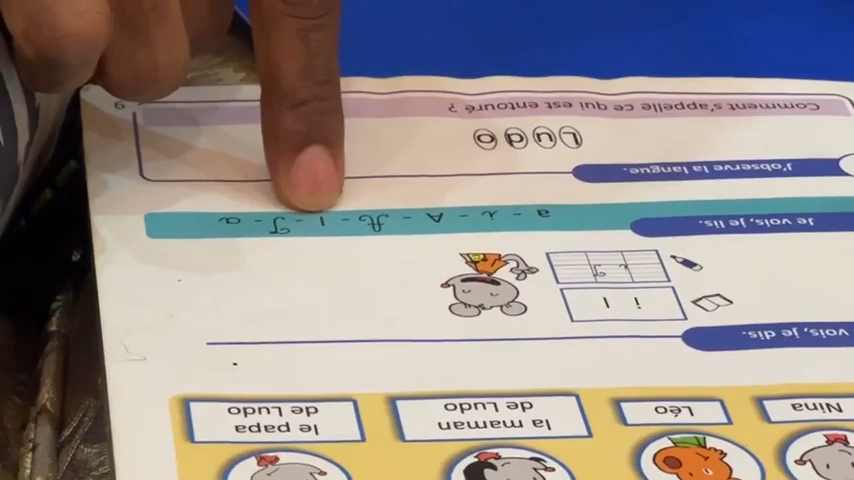 Nina
Léo
la maman
de Ludo
le papa
de Ludo
vois, je dis.
i I
i I
Je vois, je lis.
a - i - A - A - I - I - a
J'observe la langue.
L u d o
Comment s'appelle ce qui est entouré ?
9